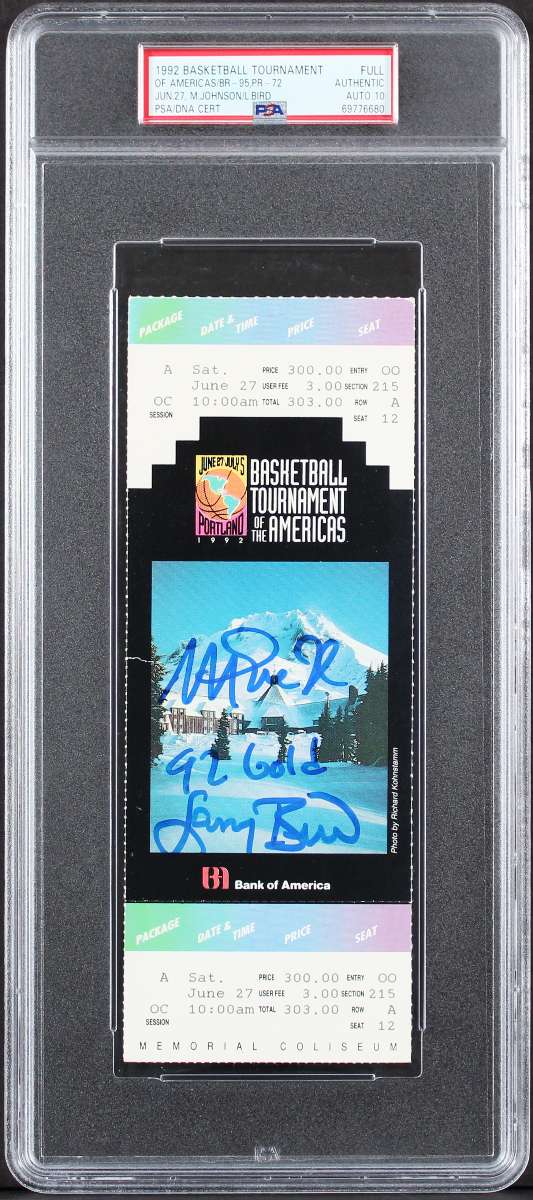 1992 BASKETBALL TOURNAMENT FULL
OF AMERICAS/BR-95,PR-72 AUTHENTIC
JUN.27, M.JOHNSON/L.BIRD AUTO 10
PSA/DNA CERT PSA 69776680
PACKAGE DATE & TIME PRICE SEAT
A Sat. PRICE 300.00 ENTRY OO
June 27 USER FEE 3.00 SECTION 215
OC 10:00am TOTAL 303.00 ROW A
SESSION SEAT 12
JUNE 27 JULY 5
PORTLAND
1992
BASKETBALL
TOURNAMENT
OF THE AMERICAS
92 Gold
Larry Bird
Photo by Richard Kohnstamm
BA Bank of America
PACKAGE DATE & TIME PRICE SEAT
A Sat. PRICE 300.00 ENTRY OO
June 27 USER FEE 3.00 SECTION 215
OC 10:00am TOTAL 303.00 ROW A
SESSION SEAT 12
MEMORIAL COLISEUM